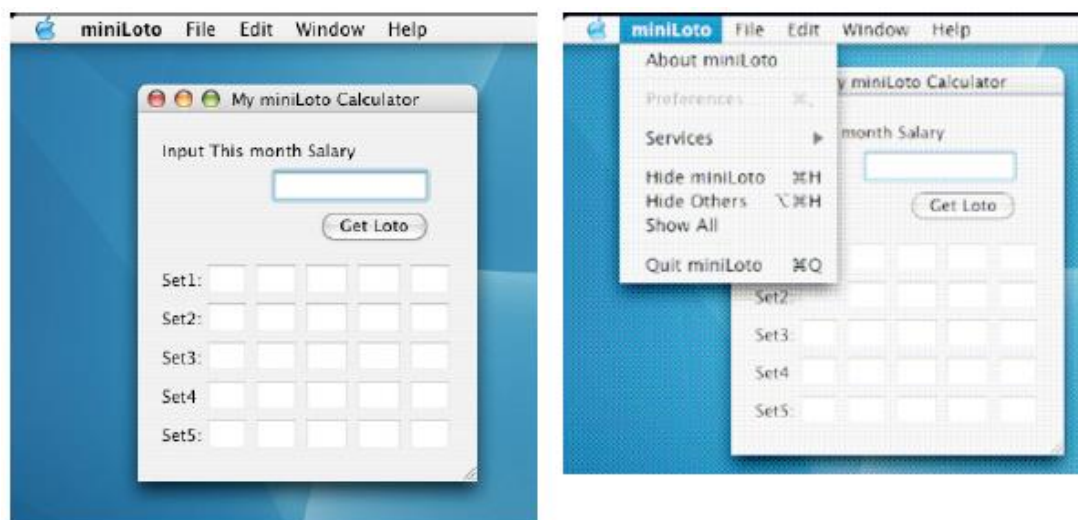 miniLoto File Edit Window Help
My miniLoto Calculator
Input This month Salary
Get Loto
Set1:
Set2:
Set3:
Set4
Set5:
miniLoto File Edit Window Help
About miniLoto
y miniLoto Calculator
Preferences... ⌘,
month Salary
Services ▶
Hide miniLoto ⌘H
Hide Others ⌥⌘H
Get Loto
Show All
Quit miniLoto ⌘Q
Set2:
Set3:
Set4
Set5: